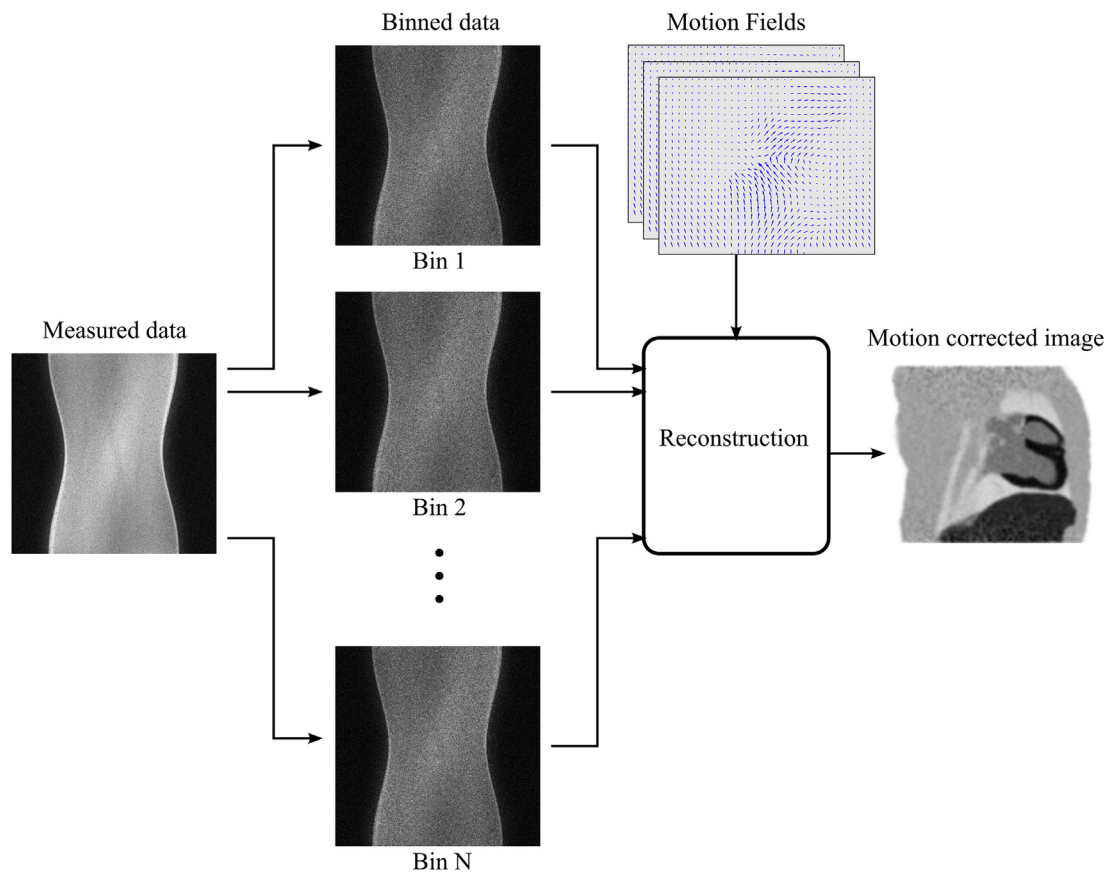 Binned data
Motion Fields
Bin 1
Measured data
Bin 2
Reconstruction
Motion corrected image
Bin N